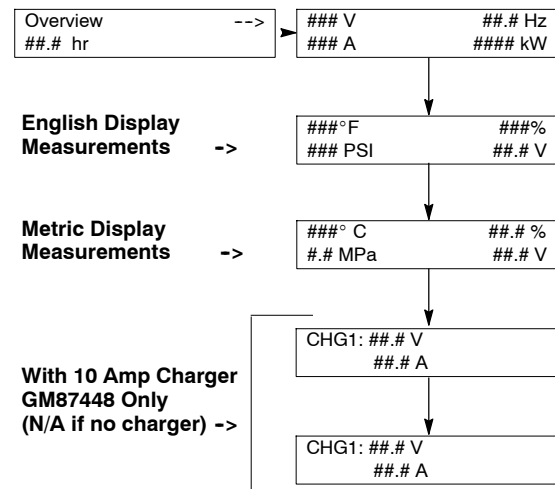 Overview -->
##.# hr
### V ##.# Hz
### A #### kW
English Display
Measurements ->
###°F ###%
### PSI ##.# V
Metric Display
Measurements ->
###° C ##.# %
#.# MPa ##.# V
With 10 Amp Charger
GM87448 Only
(N/A if no charger) ->
CHG1: ##.# V
##.# A
CHG1: ##.# V
##.# A